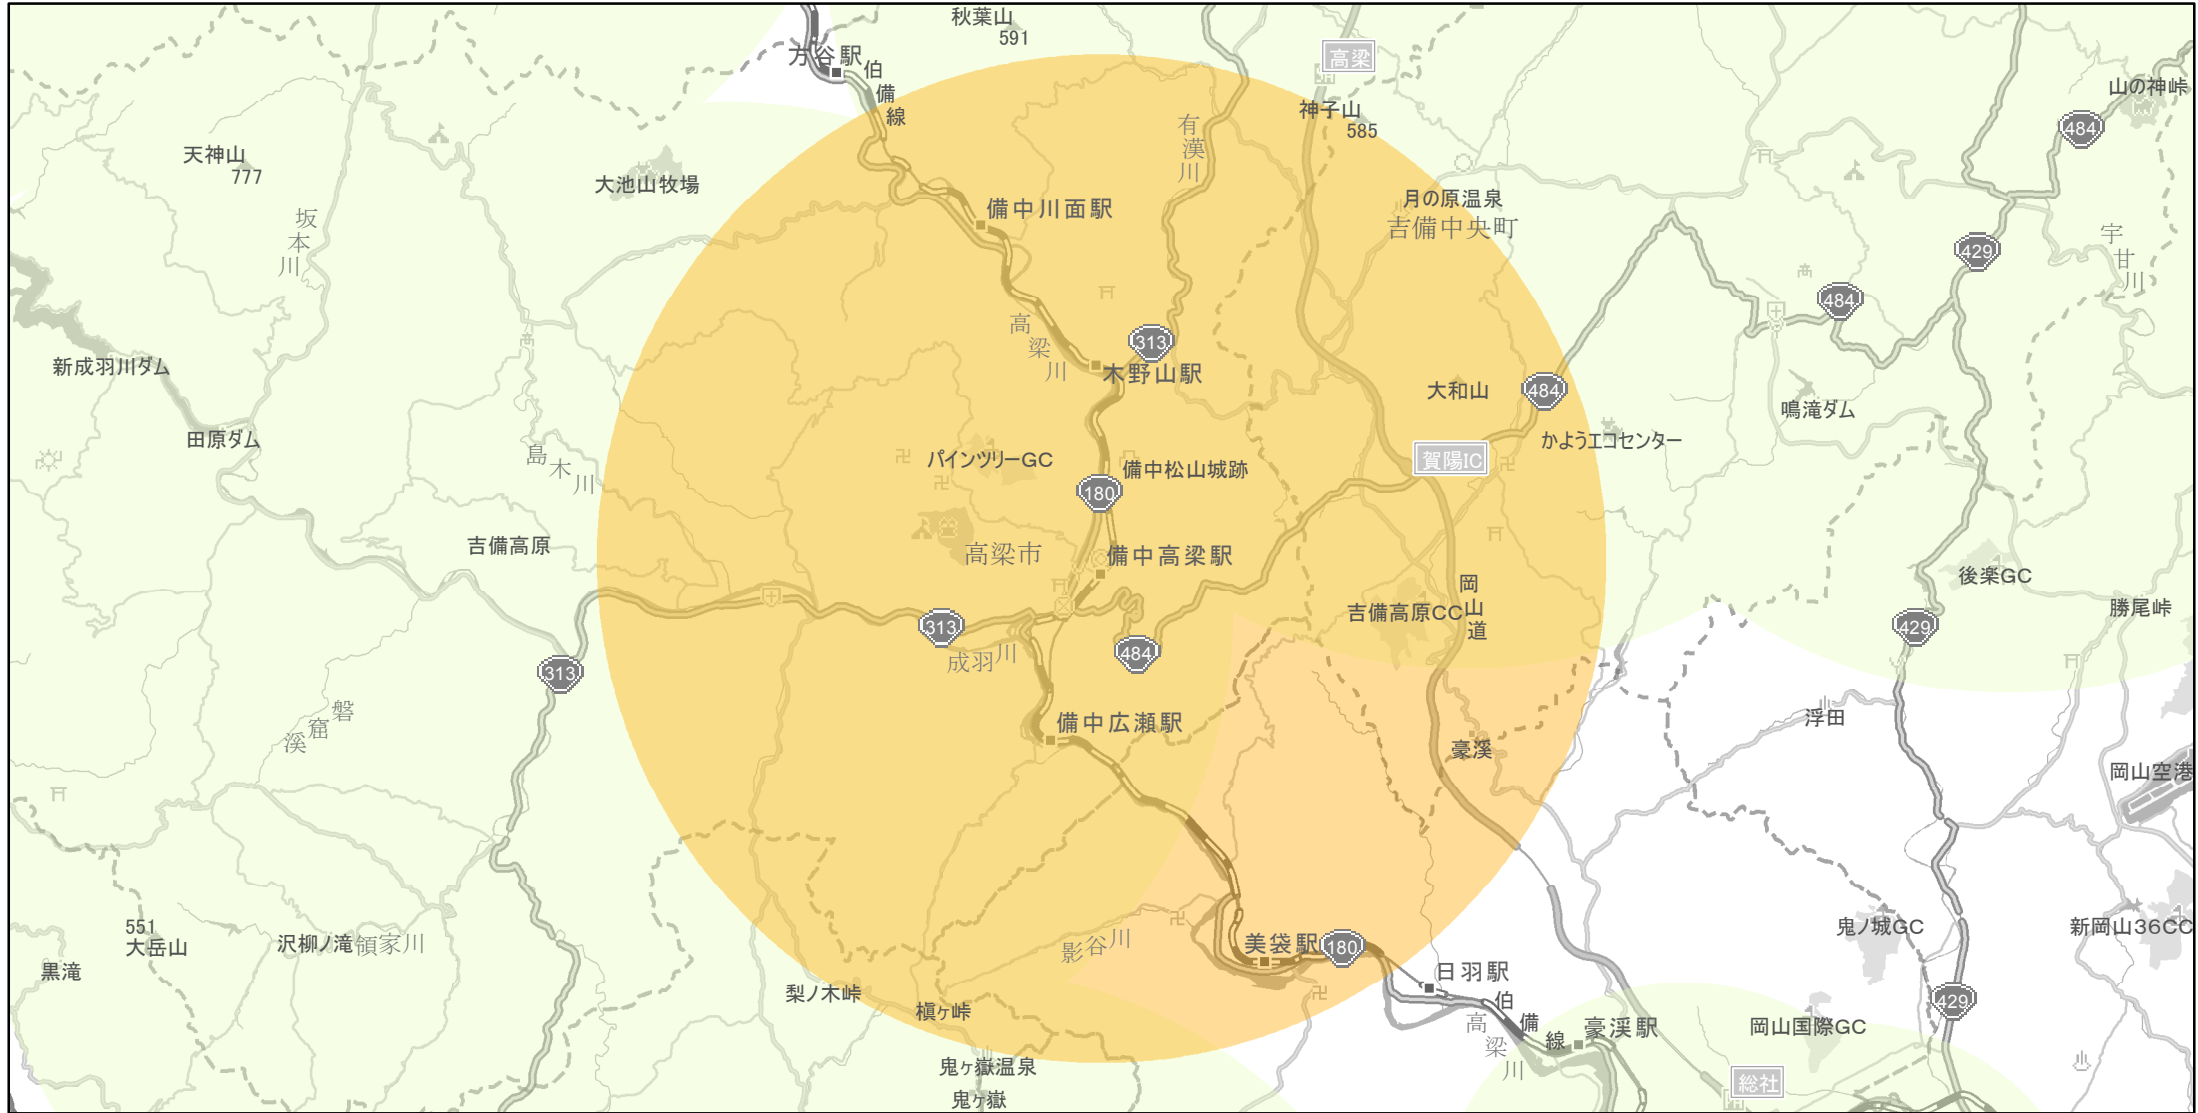 秋葉山
591
方谷駅
伯備線
高梁
山の神峠
484
神子山
585
有漢川
天神山
777
大池山牧場
月の原温泉
吉備中央町
備中川面駅
坂本川
宇甘川
429
484
高梁川
313
新成羽川ダム
木野山駅
大和山
484
鳴滝ダム
田原ダム
かようエコセンター
島木川
パインツリーGC
備中松山城跡
賀陽IC
180
吉備高原
高梁市
備中高梁駅
後楽GC
岡山道
吉備高原CC
勝尾峠
313
429
成羽川
484
313
磐窟溪
備中広瀬駅
浮田
豪溪
岡山空港
551
大岳山
沢柳ノ滝
領家川
影谷川
美袋駅
180
鬼ノ城GC
新岡山36CC
黒滝
日羽駅
梨ノ木峠
槇ヶ峠
伯備線
429
高梁川
豪渓駅
岡山国際GC
鬼ヶ嶽温泉
総社
鬼ヶ嶽